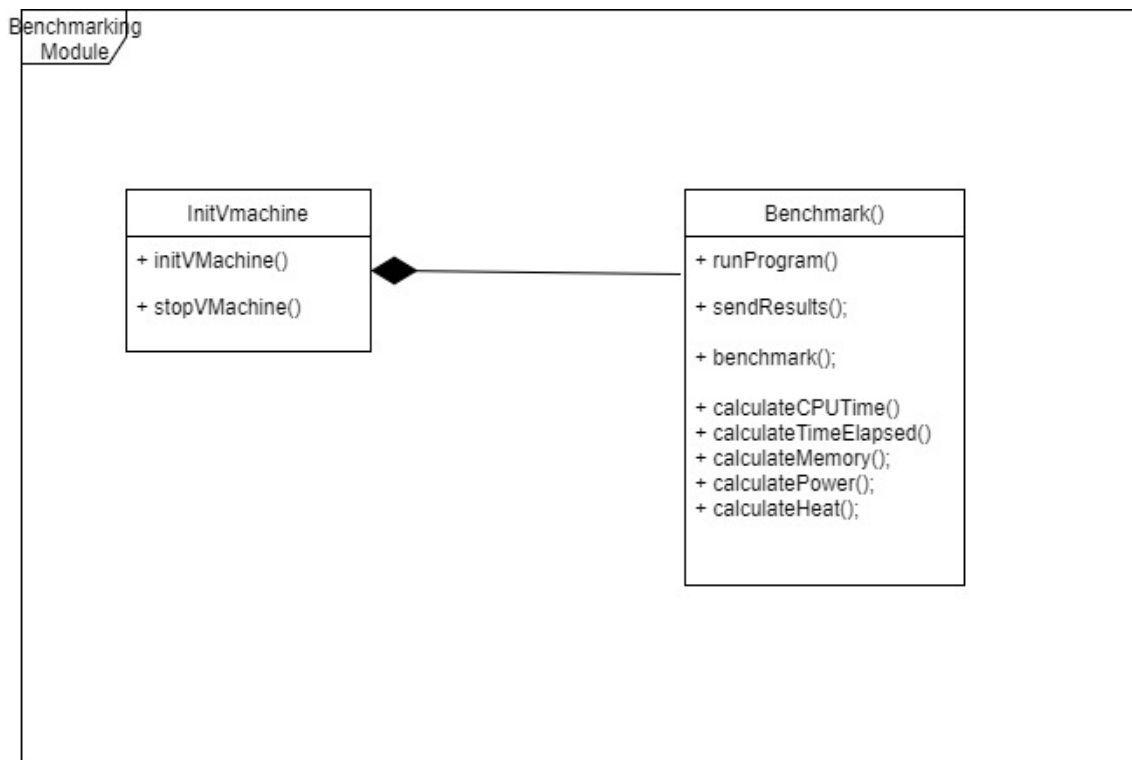 Benchmarking
Module
InitVmachine
+ initVMachine()
+ stopVMachine()
Benchmark()
+ runProgram()
+ sendResults();
+ benchmark();
+ calculateCPUTime()
+ calculateTimeElapsed()
+ calculateMemory();
+ calculatePower();
+ calculateHeat();